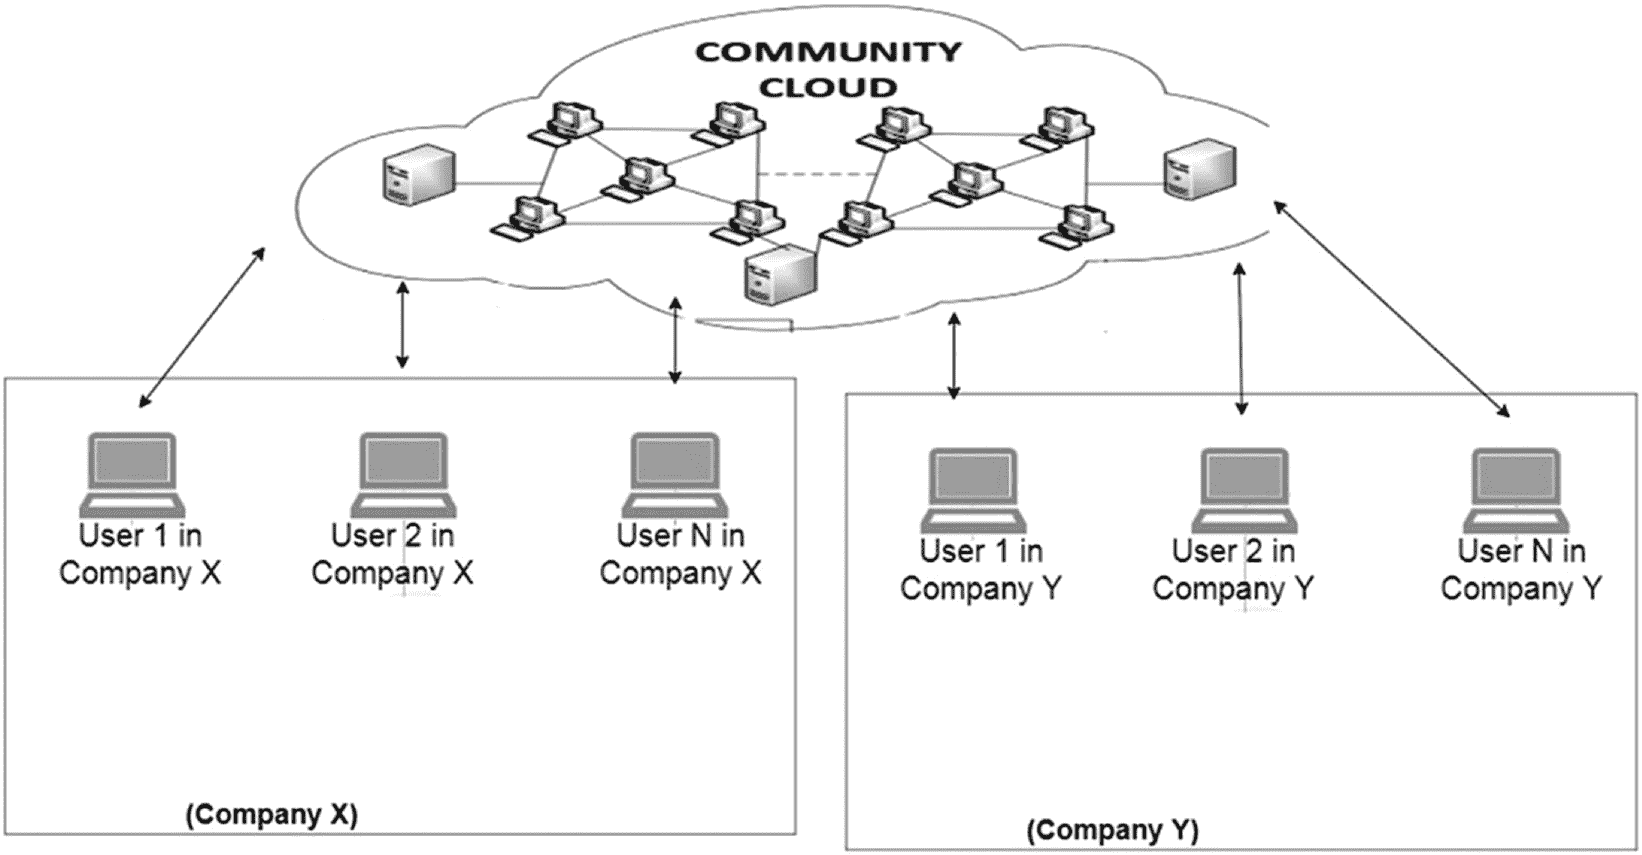 COMMUNITY
CLOUD
User 1 in
Company X
User 2 in
Company X
User N in
Company X
(Company X)
User 1 in
Company Y
User 2 in
Company Y
User N in
Company Y
(Company Y)